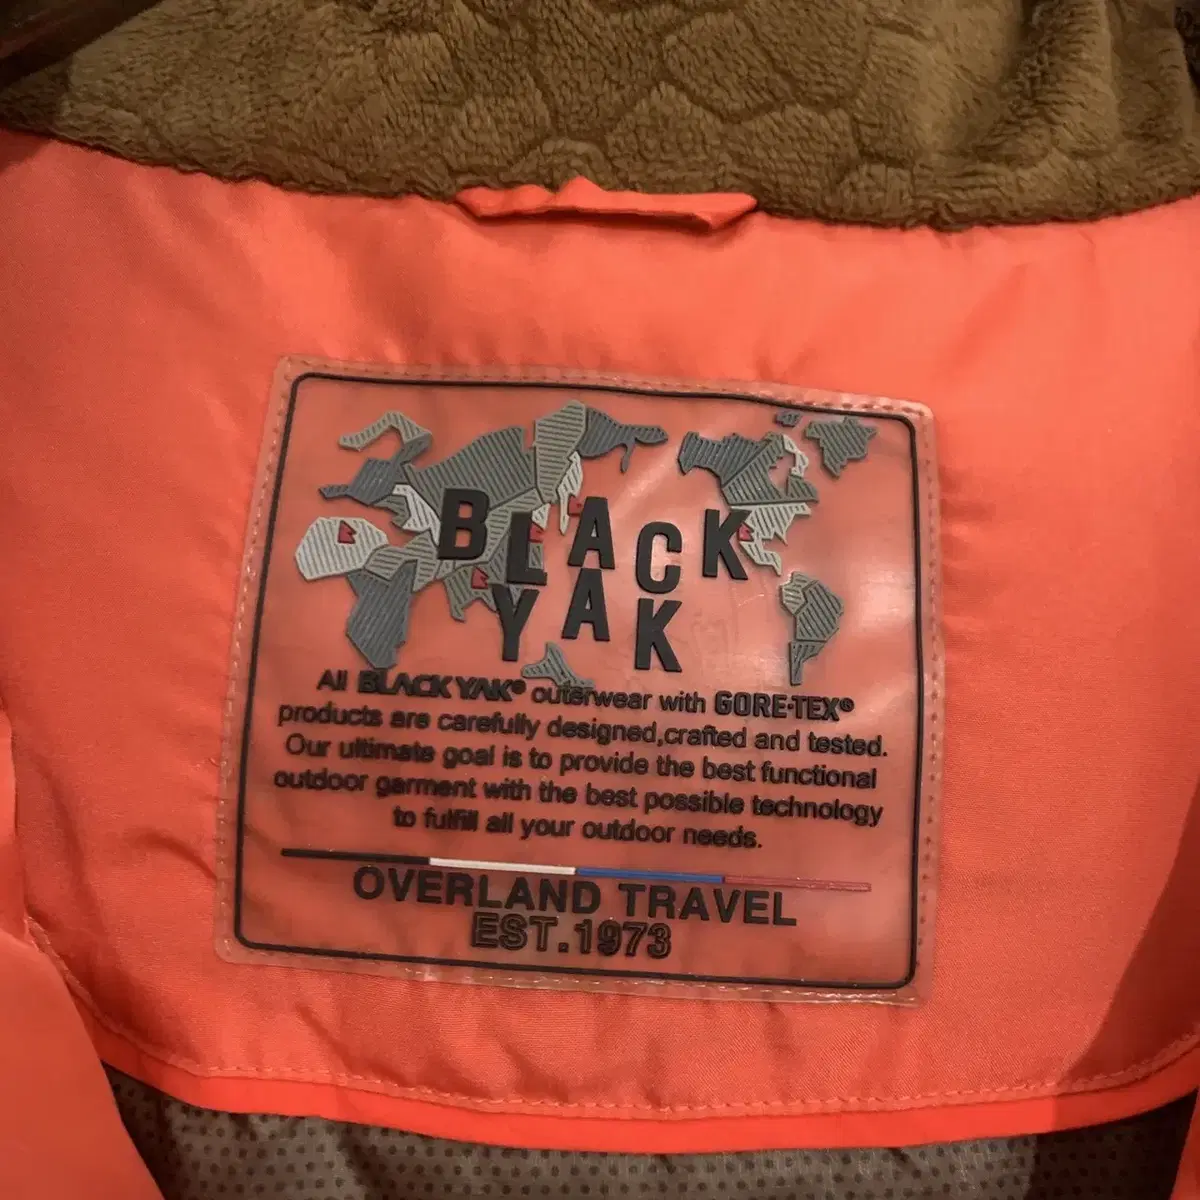 BLACK
YAK
All BLACK YAK® outerwear with GORE-TEX®
products are carefully designed,crafted and tested.
Our ultimate goal is to provide the best functional
outdoor garment with the best possible technology
to fulfill all your outdoor needs.
OVERLAND TRAVEL
EST.1973